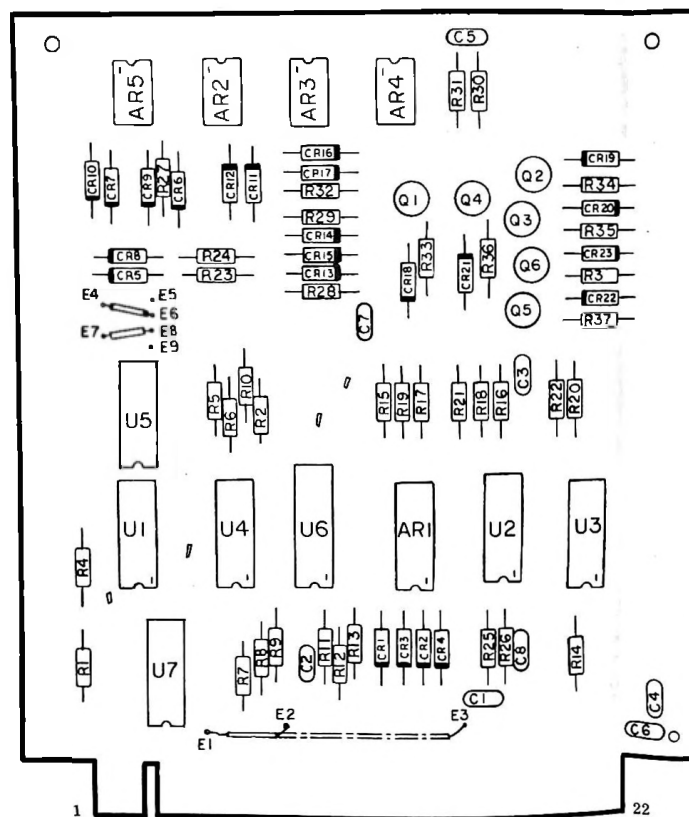 C5
AR5 AR2 AR3 AR4
R31 R30
CR10 CR7 CR9 R27 CR6 CR12 CR11
CR16
CR17
R32
R29
CR14
CR15
CR13
R28
CR19
R34
CR20
R35
CR23
R3
CR22
R37
Q1 Q4 Q2
Q3
Q6
Q5
CR18 R33 CR21 R36
CR8 R24
CR5 R23
E4 E5
E6
E7 E8
E9
C7
C3
U5
R5 R6 R10 R2
R15 R19 R17 R21 R18 R16 R22 R20
U1 U4 U6 AR1 U2 U3
R4
R1
U7
R7 R8 R9 C2 R11 R12 R13 CR1 CR3 CR2 CR4 R25 R26 C8 R14
C1
C4
C6
E1 E2 E3
1 22